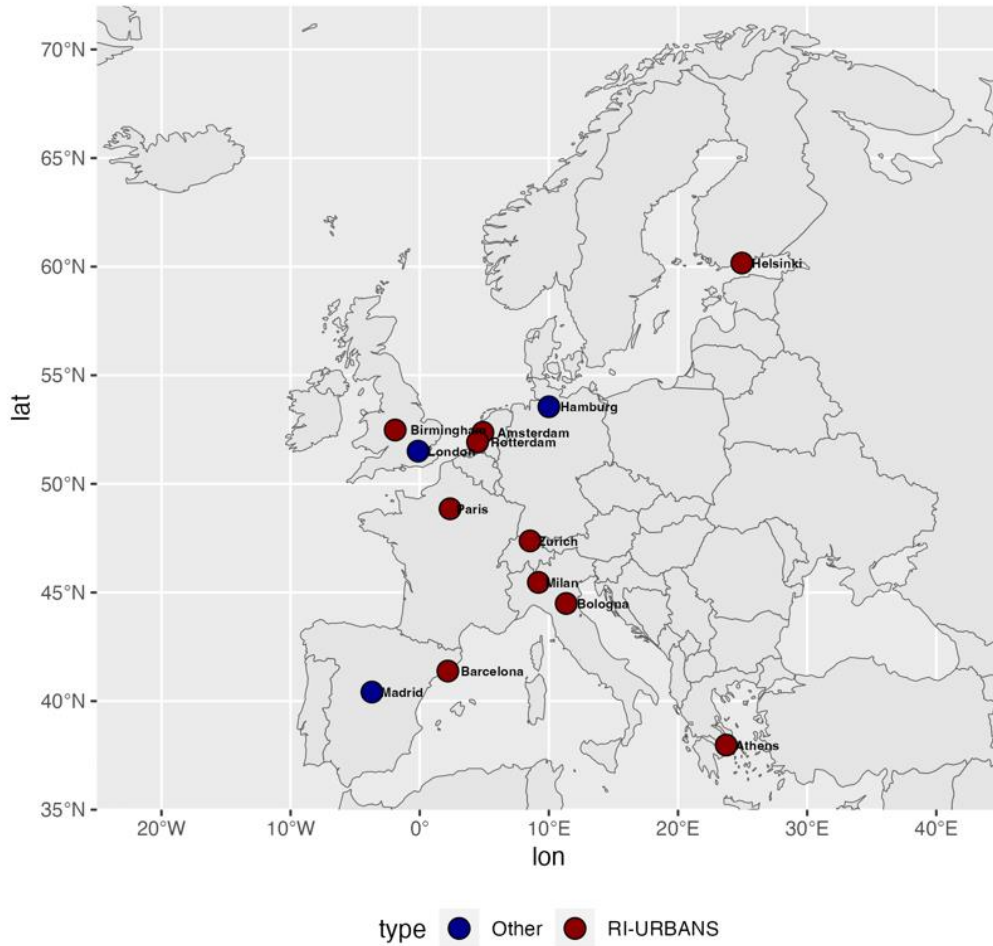 70°N
65°N
60°N
55°N
50°N
45°N
40°N
35°N
lat
Helsinki
Hamburg
Birmingham
Amsterdam
Rotterdam
London
Paris
Zurich
Milan
Bologna
Barcelona
Madrid
Athens
20°W 10°W 0° 10°E 20°E 30°E 40°E
lon
type Other RI-URBANS